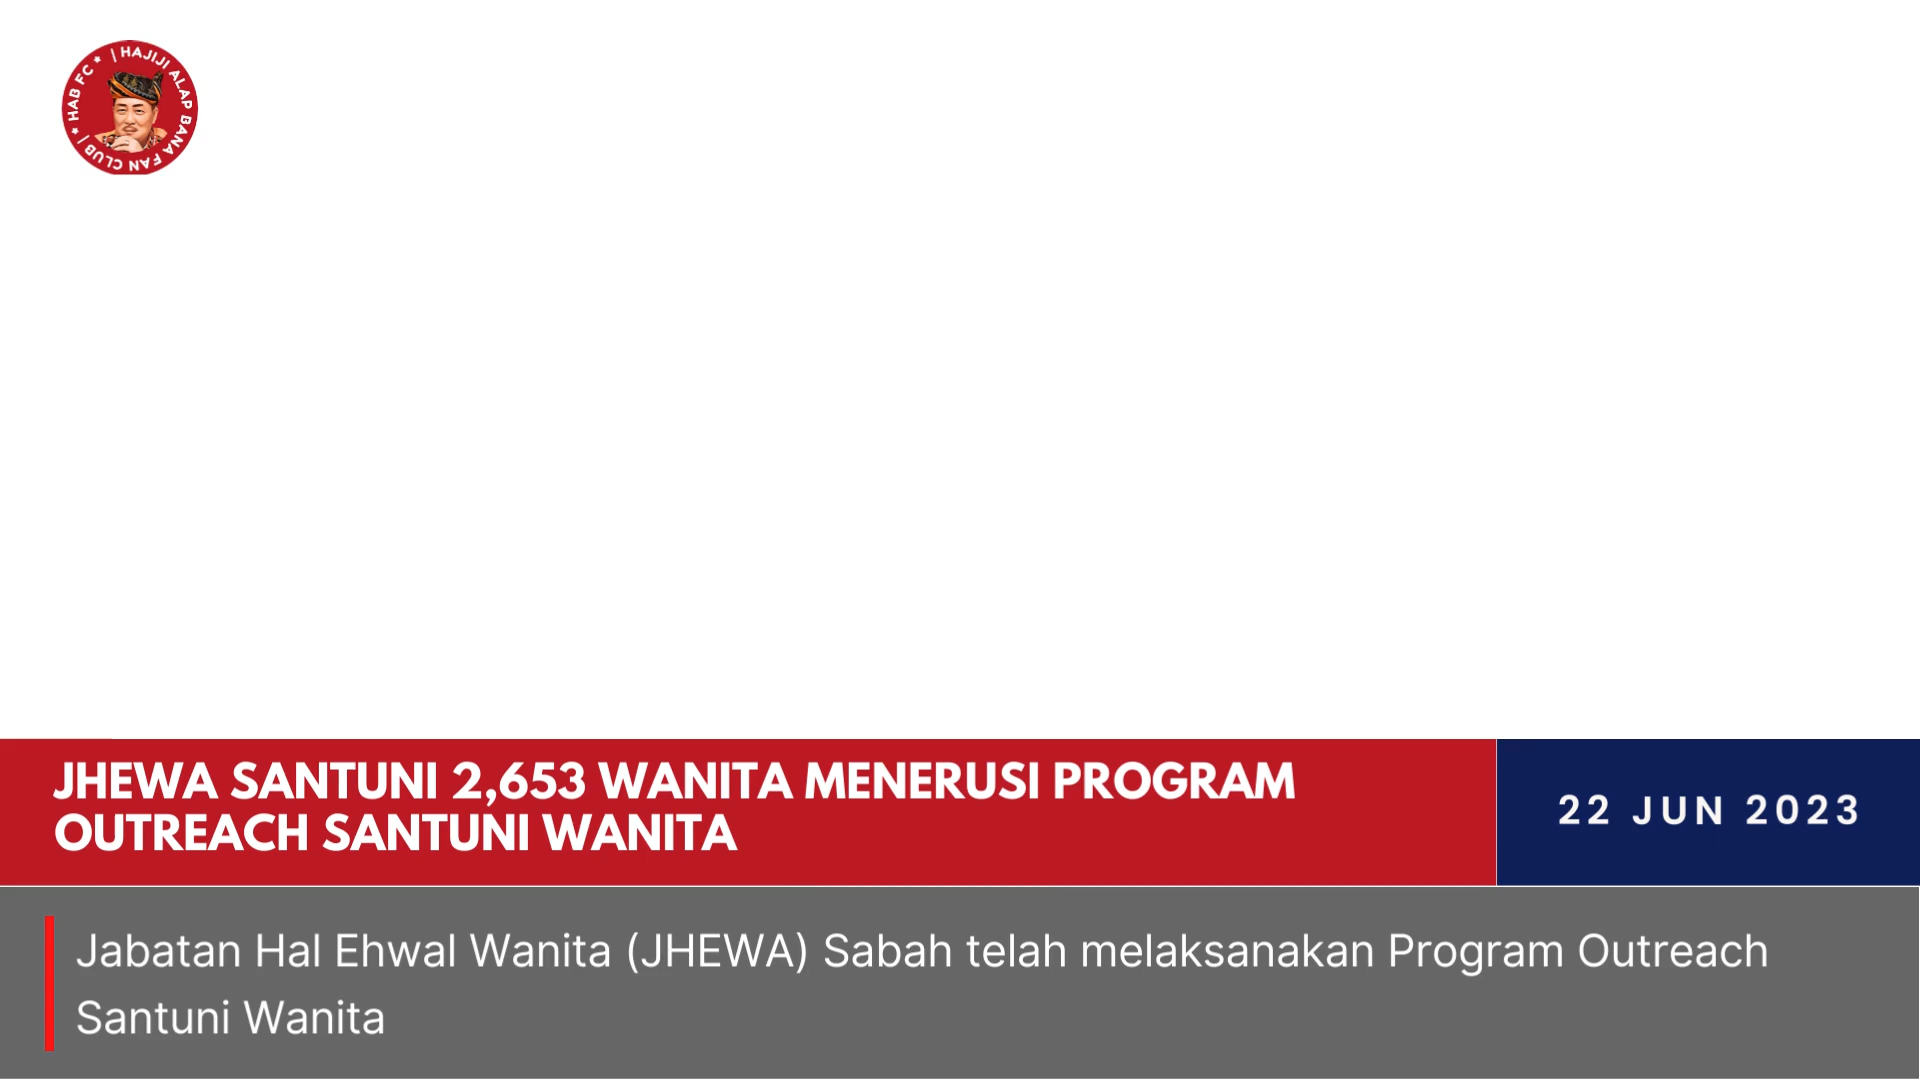 | HAJIJI ALAP BANA FAN CLUB | * HAB FC *
JHEWA SANTUNI 2,653 WANITA MENERUSI PROGRAM
OUTREACH SANTUNI WANITA
22 JUN 2023
Jabatan Hal Ehwal Wanita (JHEWA) Sabah telah melaksanakan Program Outreach
Santuni Wanita